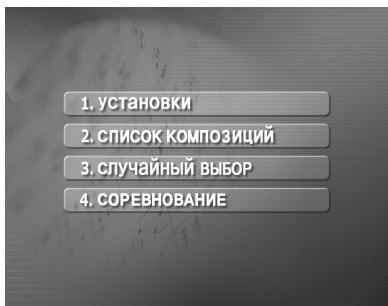 1. Установки
2. Список композиций
3. Случайный выбор
4. Соревнование